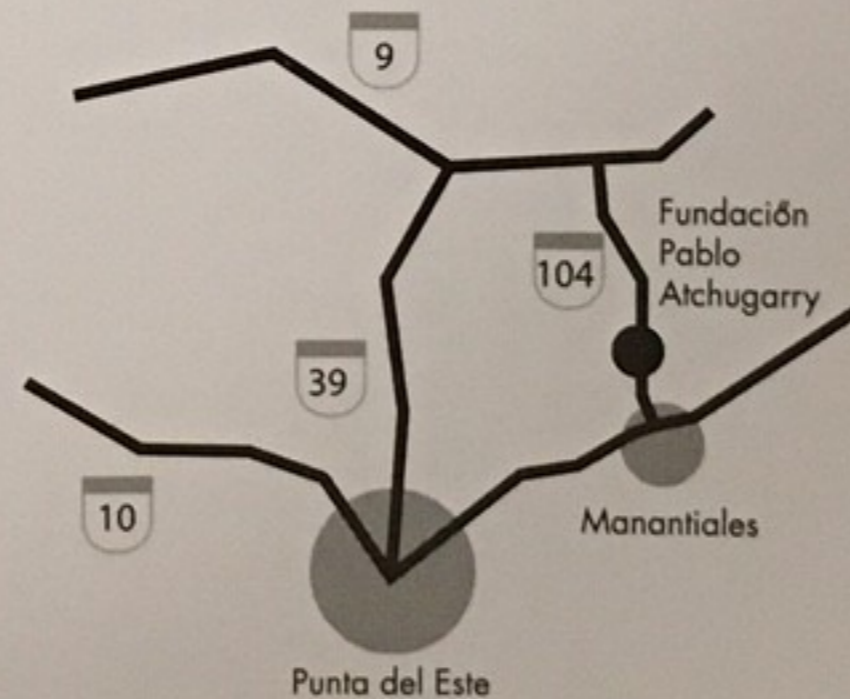 9
Fundación
Pablo
Atchugarry
104
39
10
Manantiales
Punta del Este